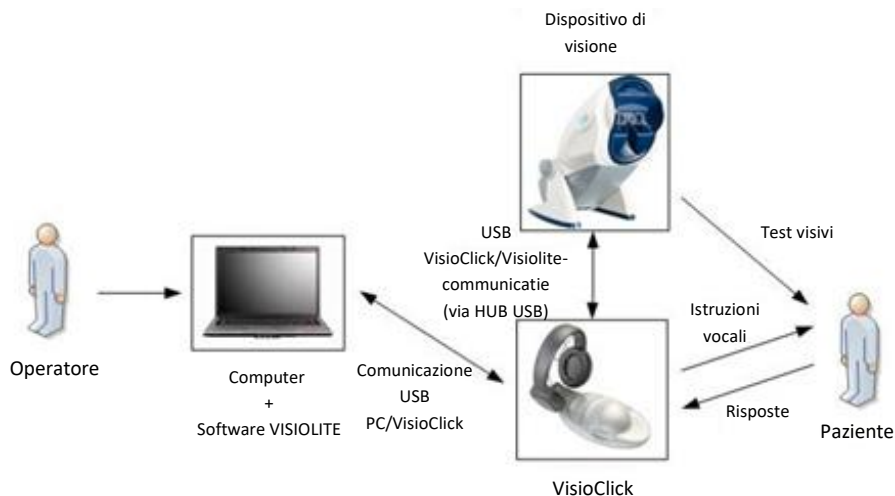 Dispositivo di
visione
USB
VisioClick/Visiolite-
communicatie
(via HUB USB)
Test visivi
Istruzioni
vocali
Operatore
Computer
+
Software VISIOLITE
Comunicazione
USB
PC/VisioClick
Risposte
Paziente
VisioClick